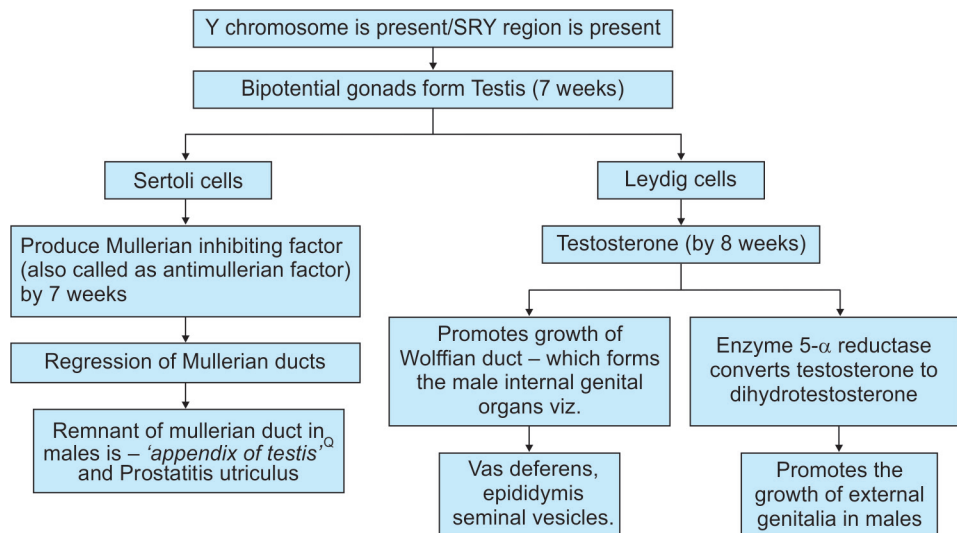 Y chromosome is present/SRY region is present
Bipotential gonads form Testis (7 weeks)
Sertoli cells
Produce Mullerian inhibiting factor
(also called as antimullerian factor)
by 7 weeks
Regression of Mullerian ducts
Remnant of mullerian duct in
males is – ‘appendix of testis’Q
and Prostatitis utriculus
Leydig cells
Testosterone (by 8 weeks)
Promotes growth of
Wolffian duct – which forms
the male internal genital
organs viz.
Vas deferens,
epididymis
seminal vesicles.
Enzyme 5-α reductase
converts testosterone to
dihydrotestosterone
Promotes the
growth of external
genitalia in males